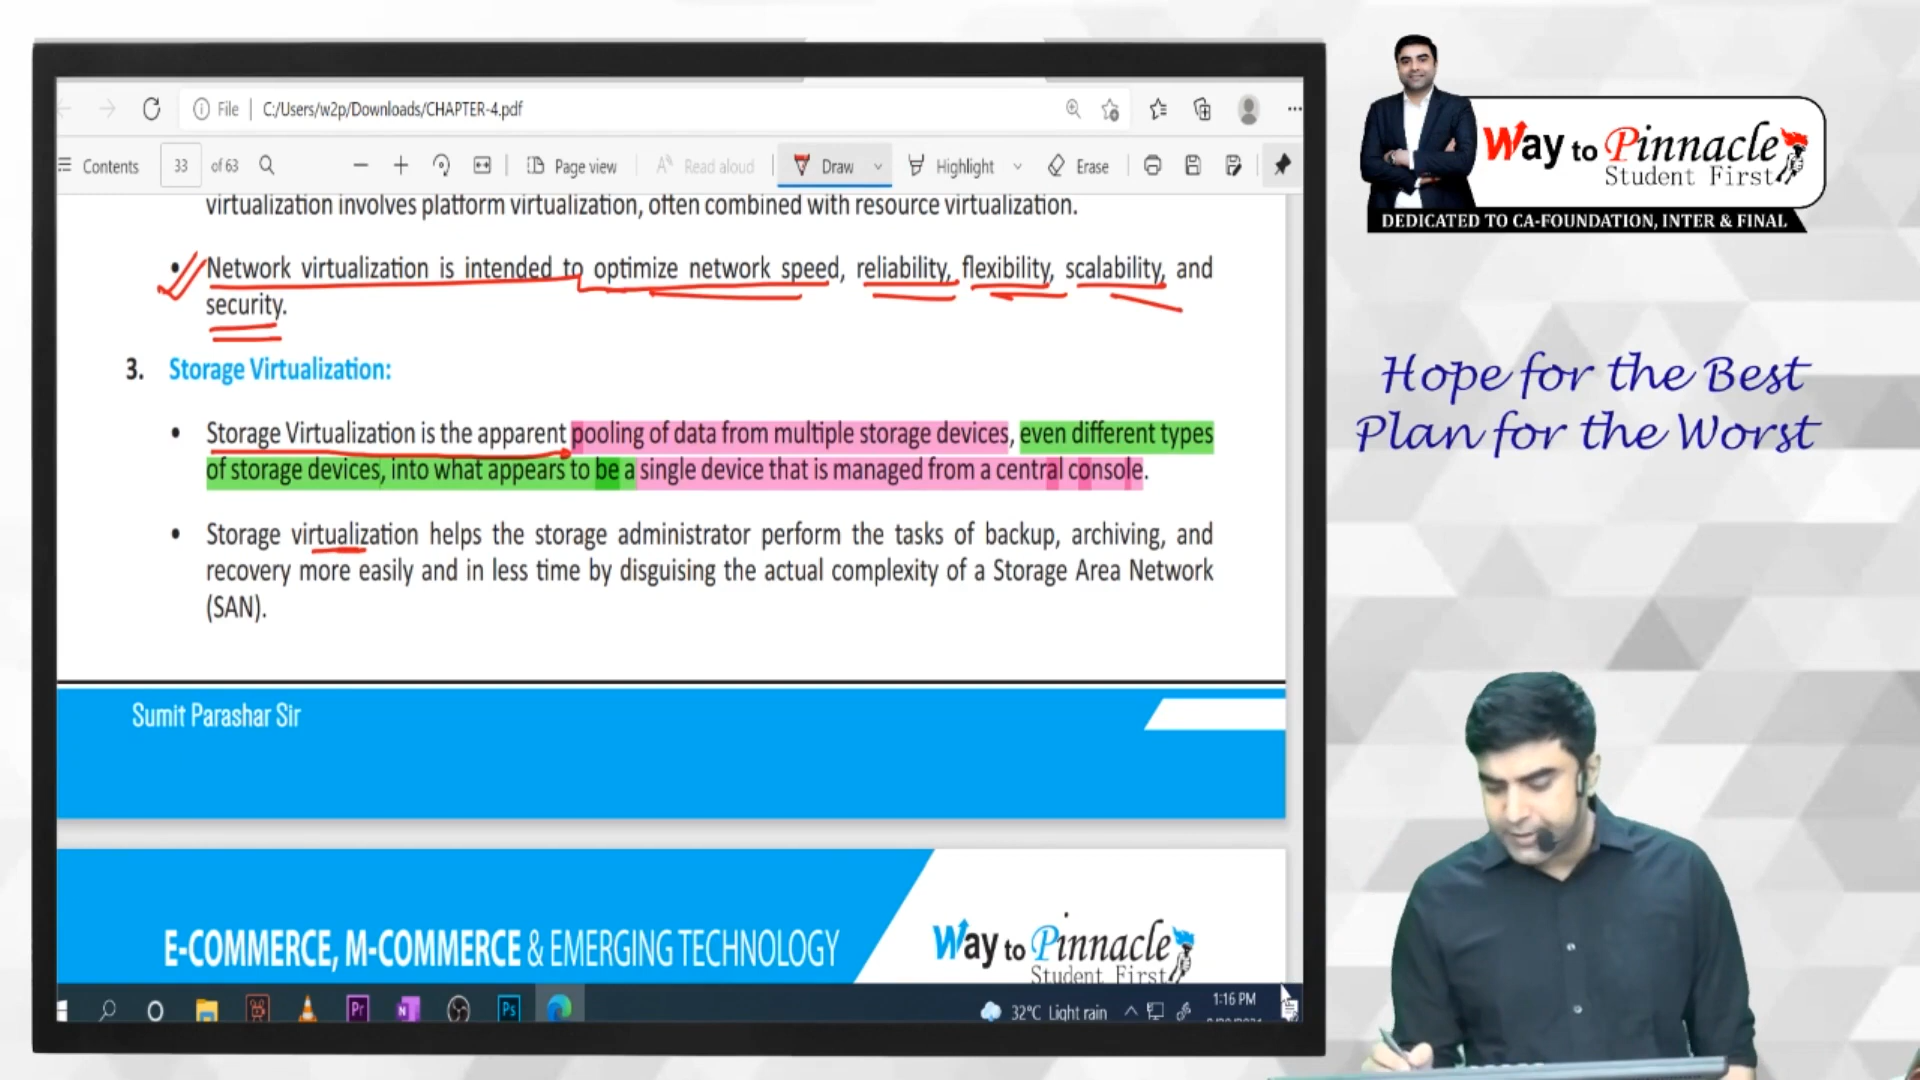 File | C:/Users/w2p/Downloads/CHAPTER-4.pdf
Contents 33 of 63 Page view Read aloud Draw Highlight Erase
virtualization involves platform virtualization, often combined with resource virtualization.
• Network virtualization is intended to optimize network speed, reliability, flexibility, scalability, and
security.
3. Storage Virtualization:
• Storage Virtualization is the apparent pooling of data from multiple storage devices, even different types
of storage devices, into what appears to be a single device that is managed from a central console.
• Storage virtualization helps the storage administrator perform the tasks of backup, archiving, and
recovery more easily and in less time by disguising the actual complexity of a Storage Area Network
(SAN).
Sumit Parashar Sir
E-COMMERCE, M-COMMERCE & EMERGING TECHNOLOGY
Way to Pinnacle
Student First
Pr N Ps 32°C Light rain 1:16 PM
Way to Pinnacle
Student First
DEDICATED TO CA-FOUNDATION, INTER & FINAL
Hope for the Best
Plan for the Worst